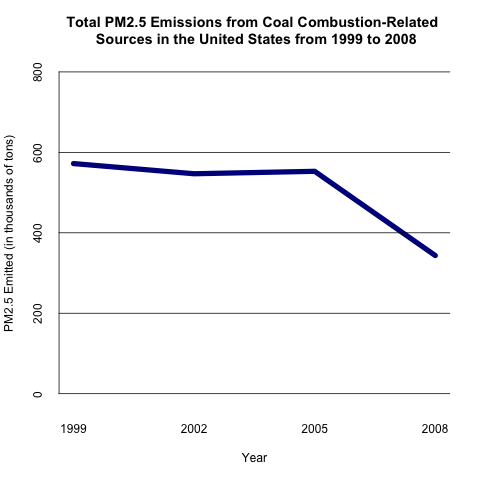 Total PM2.5 Emissions from Coal Combustion-Related
Sources in the United States from 1999 to 2008
PM2.5 Emitted (in thousands of tons)
800
600
400
200
0
1999 2002 2005 2008
Year